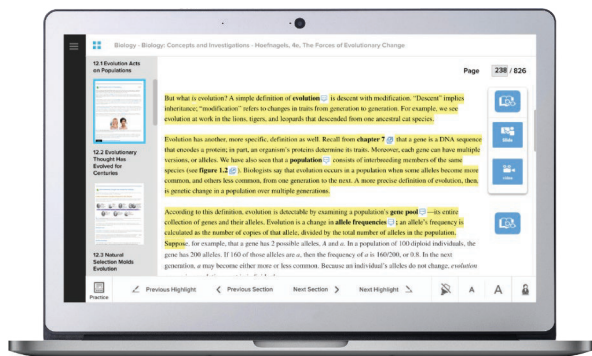 Biology - Biology: Concepts and Investigations - Hoefnagels, 4e, The Forces of Evolutionary Change
12.1 Evolution Acts
on Populations
Page 238 / 826
But what is evolution? A simple definition of evolution is descent with modification. "Descent" implies
inheritance; "modification" refers to changes in traits from generation to generation. For example, we see
evolution at work in the lions, tigers, and leopards that descended from one ancestral cat species.
Evolution has another, more specific, definition as well. Recall from chapter 7 that a gene is a DNA sequence
that encodes a protein; in part, an organism's proteins determine its traits. Moreover, each gene can have multiple
versions, or alleles. We have also seen that a population consists of interbreeding members of the same
species (see figure 1.2). Biologists say that evolution occurs in a population when some alleles become more
common, and others less common, from one generation to the next. A more precise definition of evolution, then,
is genetic change in a population over multiple generations.
12.2 Evolutionary
Thought Has
Evolved for
Centuries
Slide
According to this definition, evolution is detectable by examining a population's gene pool—its entire
collection of genes and their alleles. Evolution is a change in allele frequencies; an allele's frequency is
calculated as the number of copies of that allele, divided by the total number of alleles in the population.
Suppose, for example, that a gene has 2 possible alleles, A and a. In a population of 100 diploid individuals, the
gene has 200 alleles. If 160 of those alleles are a, then the frequency of a is 160/200, or 0.8. In the next
generation, a may become either more or less common. Because an individual's alleles do not change, evolution
12.3 Natural
Selection Molds
Evolution
Practice
Previous Highlight
Previous Section
Next Section
Next Highlight
A
A